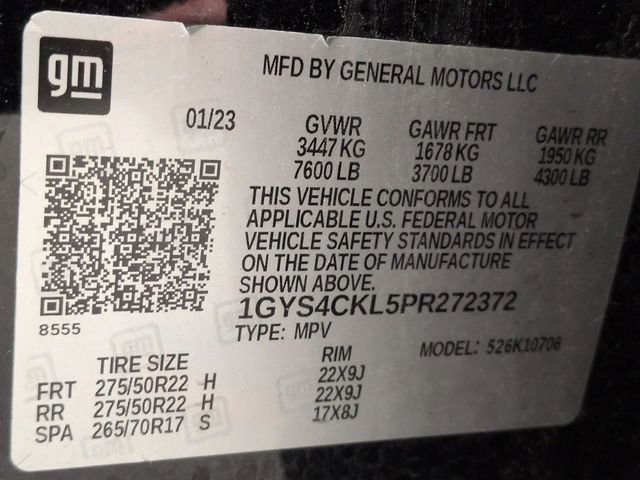 gm
MFD BY GENERAL MOTORS LLC
01/23 GVWR GAWR FRT GAWR RR
3447 KG 1678 KG 1950 KG
7600 LB 3700 LB 4300 LB
THIS VEHICLE CONFORMS TO ALL
APPLICABLE U.S. FEDERAL MOTOR
VEHICLE SAFETY STANDARDS IN EFFECT
ON THE DATE OF MANUFACTURE
SHOWN ABOVE.
1GYS4CKL5PR272372
8555
TYPE: MPV MODEL: 526K10706
TIRE SIZE RIM
FRT 275/50R22 H 22X9J
RR 275/50R22 H 22X9J
SPA 265/70R17 S 17X8J